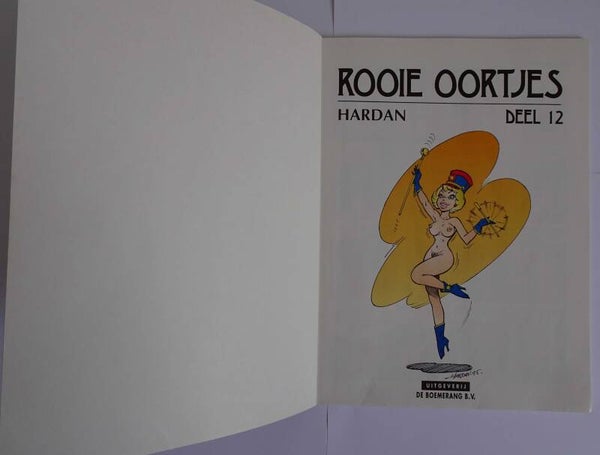 ROOIE OORTJES
HARDAN DEEL 12
UITGEVERIJ
DE BOEMERANG B.V.